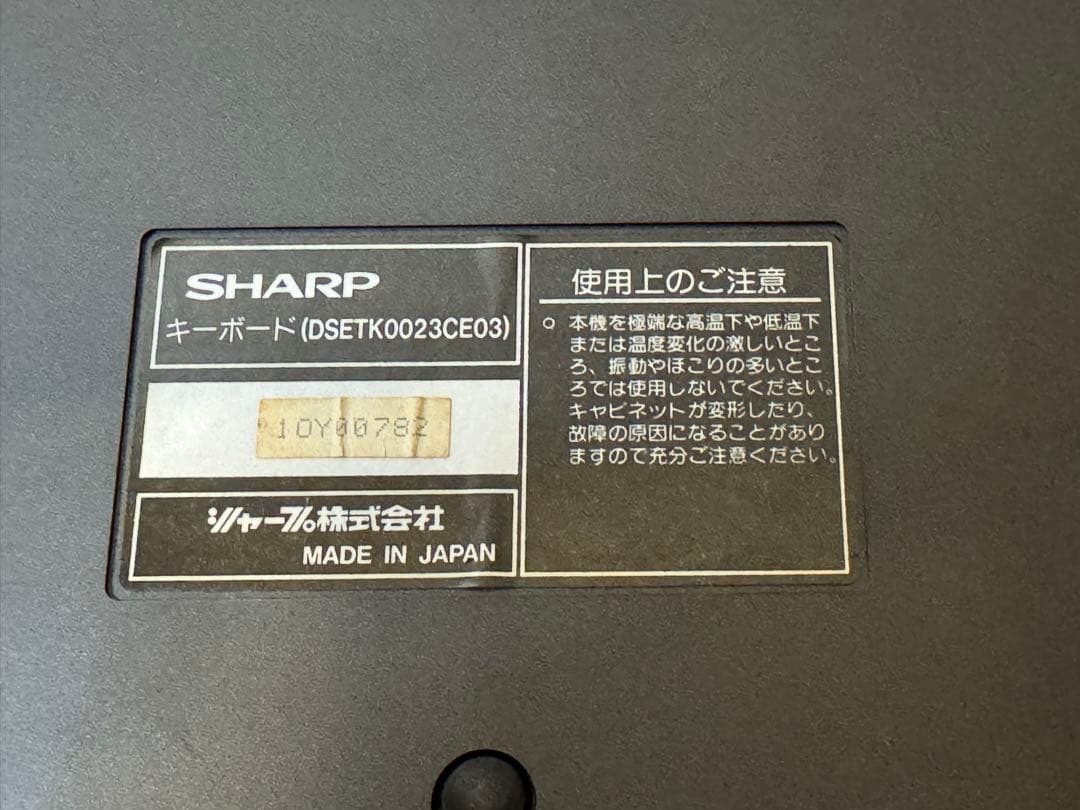 SHARP
キーボード(DSETK0023CE03)
10Y00782
シャープ株式会社
MADE IN JAPAN
使用上のご注意
○ 本機を極端な高温下や低温下
または温度変化の激しいとこ
ろ、振動やほこりの多いとこ
ろでは使用しないでください。
キャビネットが変形したり、
故障の原因になることがあり
ますので充分ご注意ください。